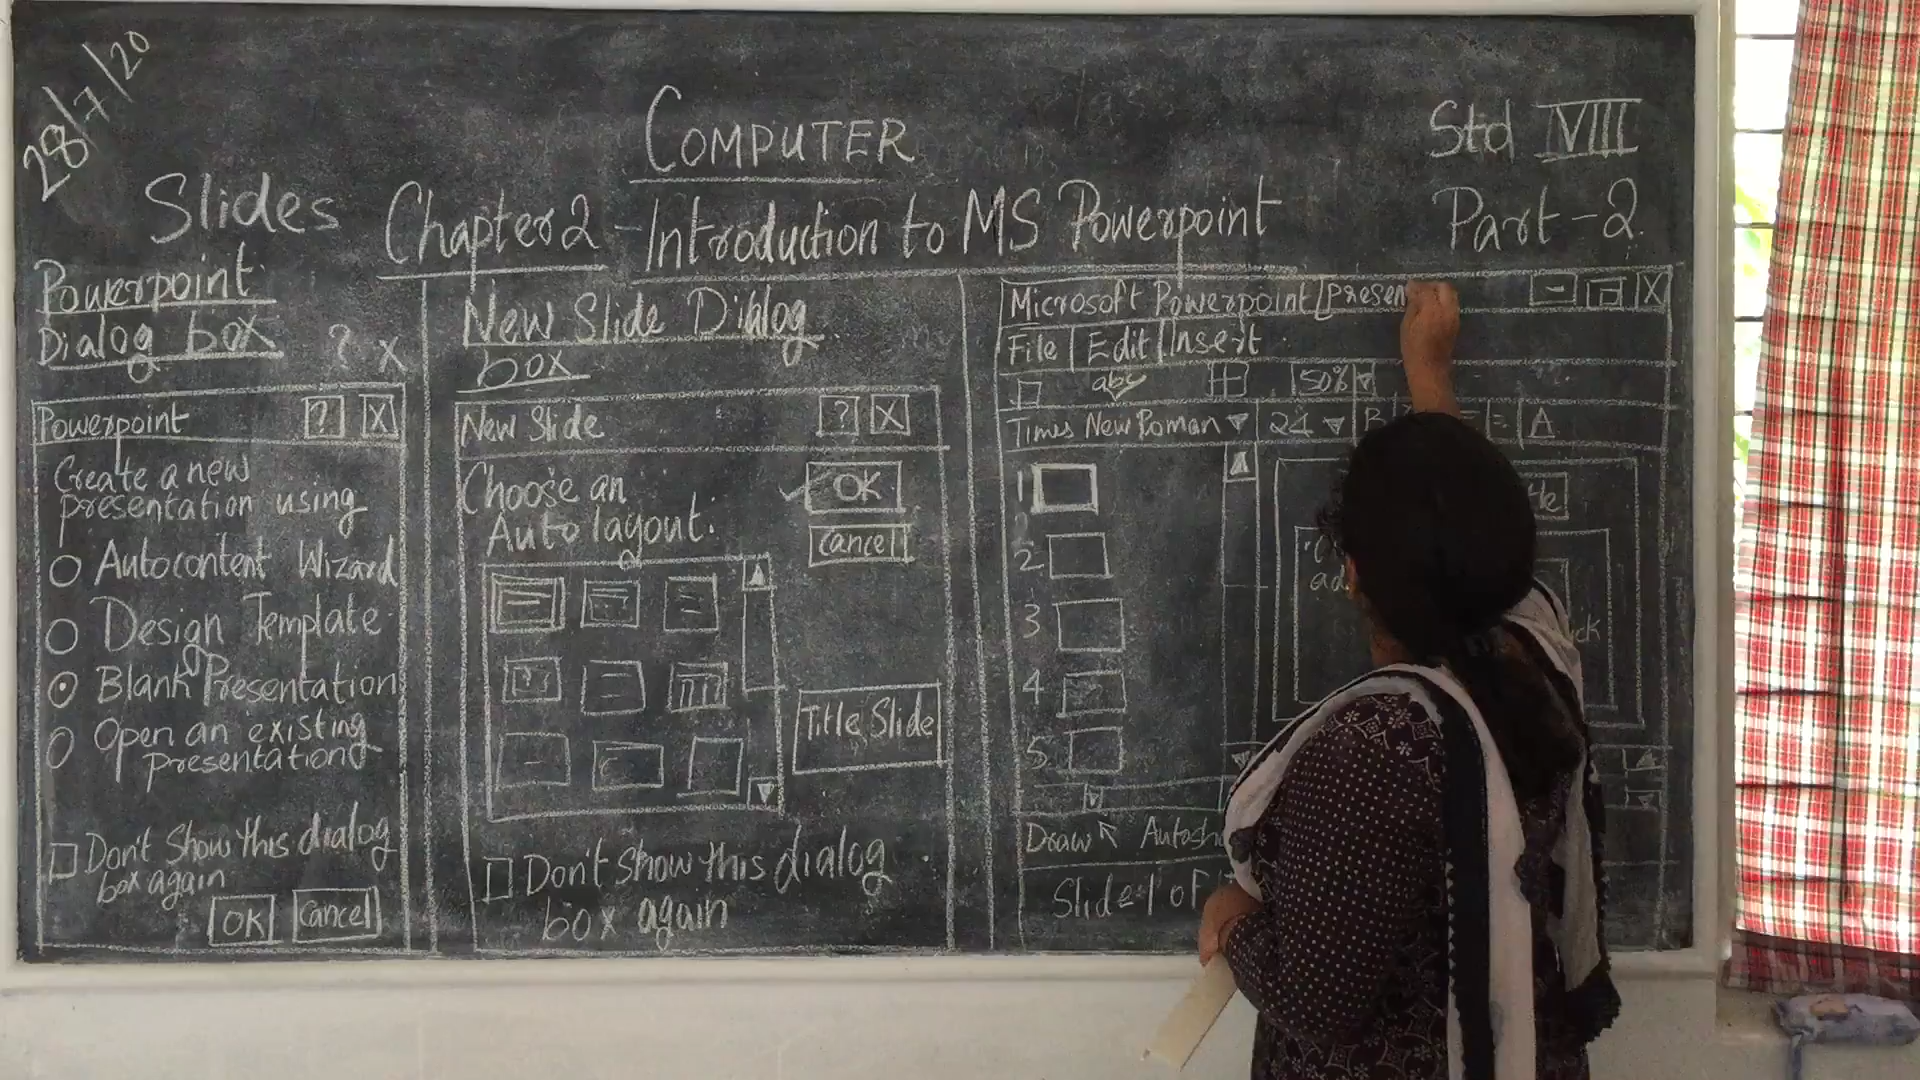 28/7/20
COMPUTER
Std VIII
Slides Chapter 2 - Introduction to MS Powerpoint
Part - 2
Powerpoint
Dialog box
? X
Powerpoint ? X
Create a new
presentation using
Autocontent Wizard
Design Template
Blank Presentation
Open an existing
presentation
Don't Show this dialog
box again
OK Cancel
New Slide Dialog
box
New Slide ? X
Choose an
Auto layout.
OK
Cancel
Title Slide
Don't Show this dialog
box again
Microsoft Powerpoint [presen - X
File | Edit | Insert
abc 50%
Times New Roman 24 B A
1
2
3
4
5
Draw Autosh
Slide 1 of